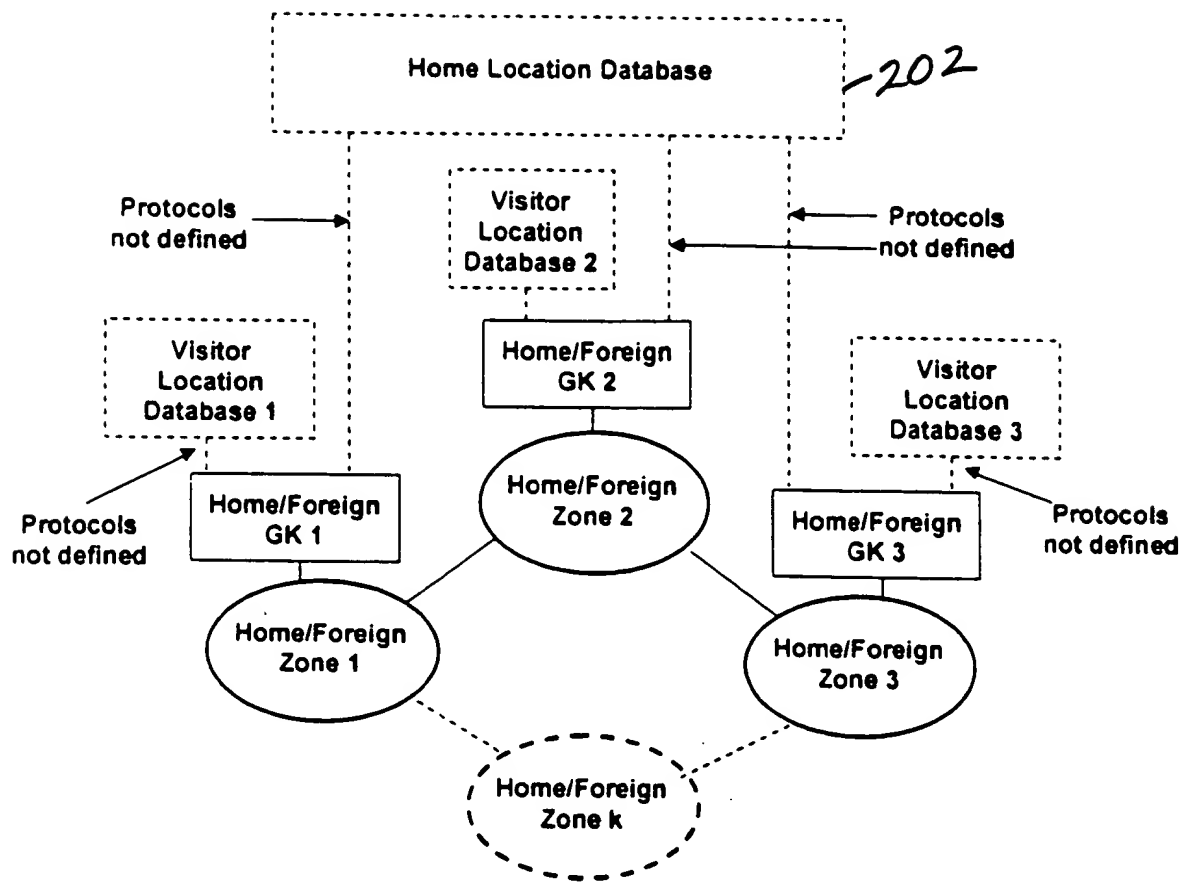 Home Location Database
202
Visitor
Location
Database 2
Protocols
not defined
Protocols
not defined
Visitor
Location
Database 1
Home/Foreign
GK 2
Visitor
Location
Database 3
Home/Foreign
GK 1
Home/Foreign
Zone 2
Home/Foreign
GK 3
Protocols
not defined
Protocols
not defined
Home/Foreign
Zone 1
Home/Foreign
Zone 3
Home/Foreign
Zone k